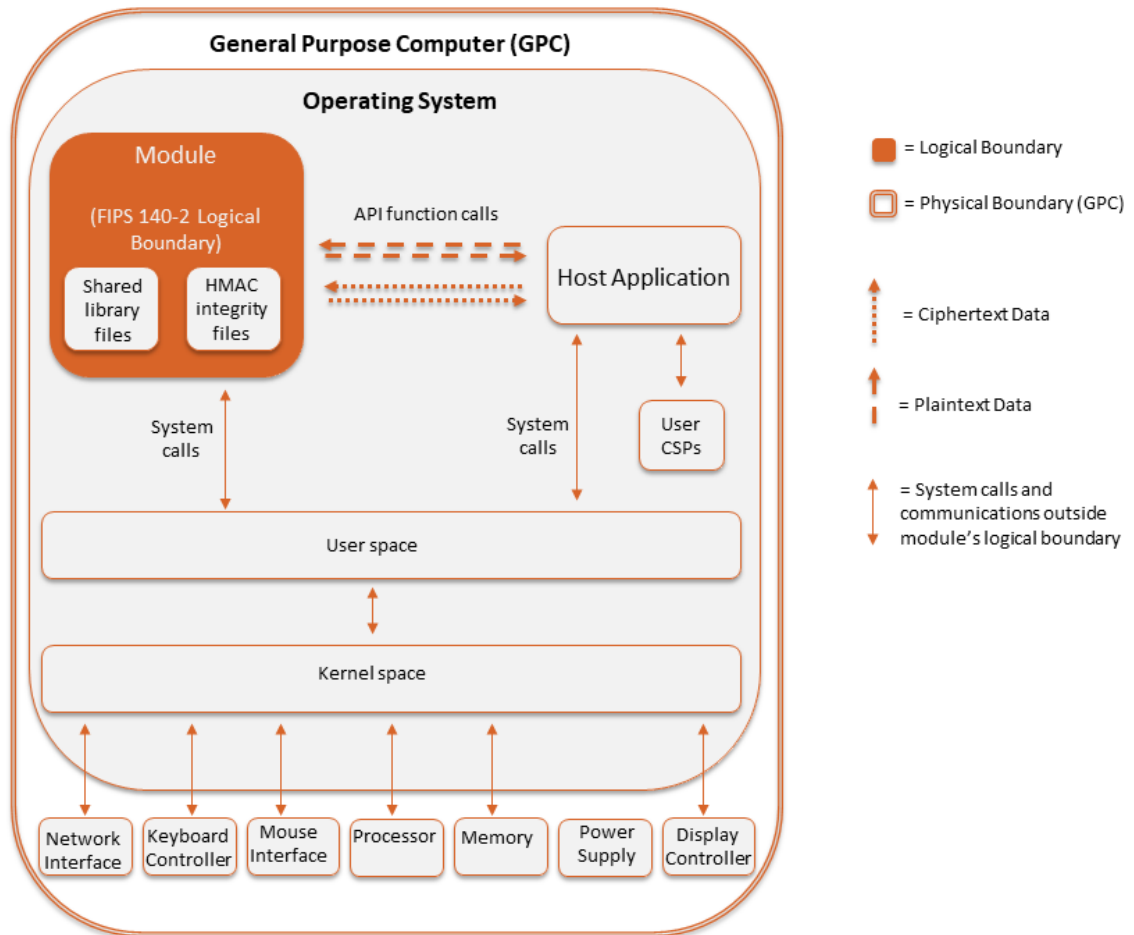 General Purpose Computer (GPC)
Operating System
Module
(FIPS 140-2 Logical
Boundary)
Shared
library
files
HMAC
integrity
files
API function calls
Host Application
System
calls
System
calls
User
CSPs
User space
Kernel space
Network
Interface
Keyboard
Controller
Mouse
Interface
Processor
Memory
Power
Supply
Display
Controller
= Logical Boundary
= Physical Boundary (GPC)
= Ciphertext Data
= Plaintext Data
= System calls and
communications outside
module's logical boundary